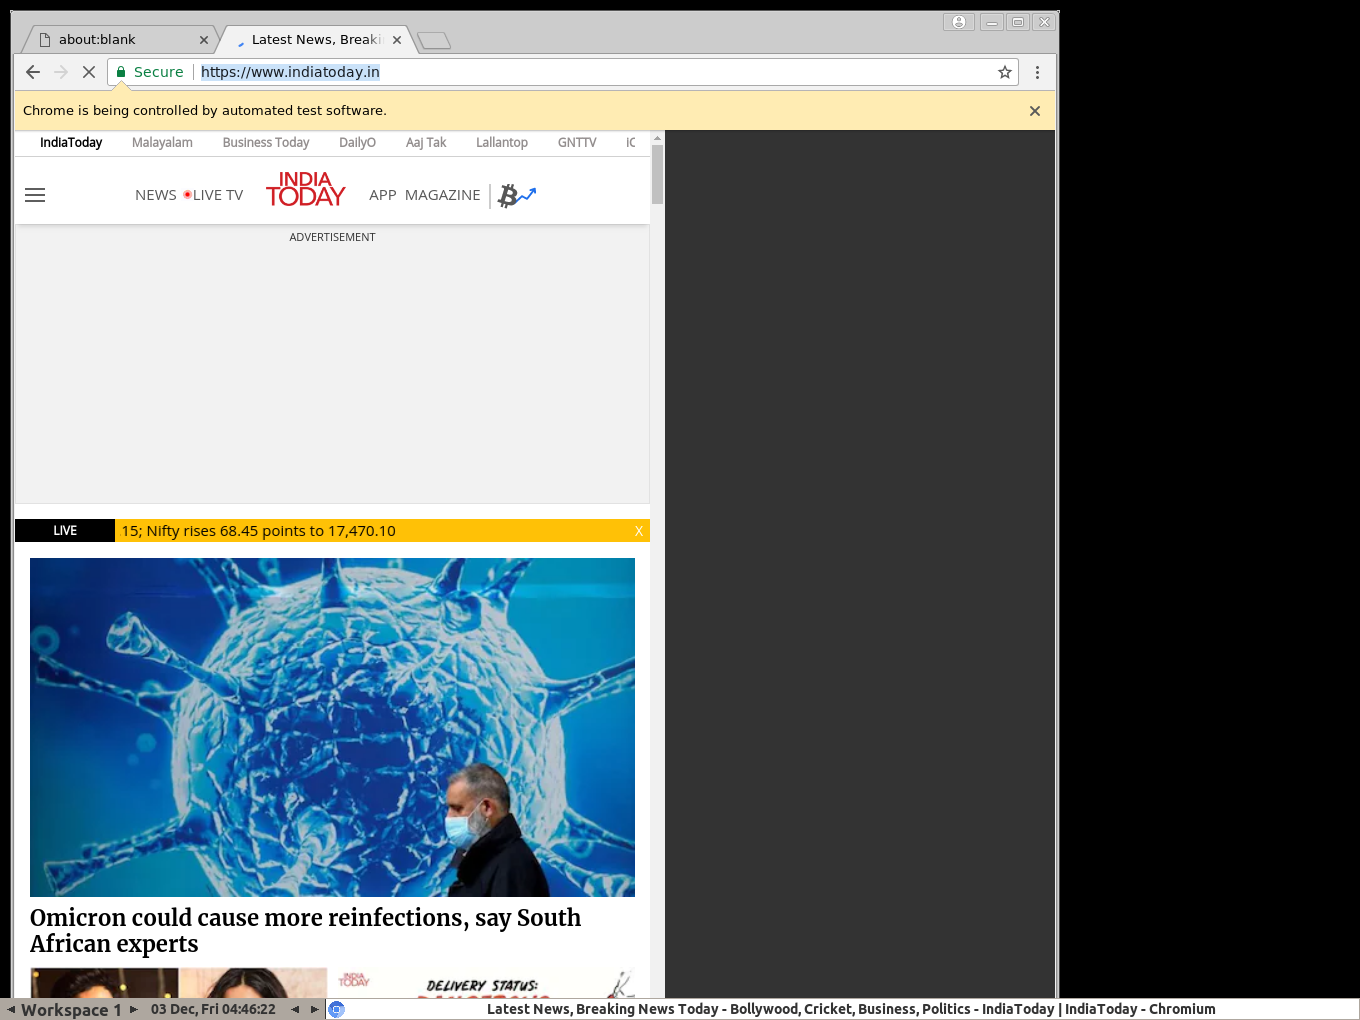 about:blank
Latest News, Breaki
Secure
https://www.indiatoday.in
Chrome is being controlled by automated test software.
IndiaToday Malayalam Business Today DailyO Aaj Tak Lallantop GNTTV
NEWS LIVE TV INDIA TODAY APP MAGAZINE
ADVERTISEMENT
LIVE 15; Nifty rises 68.45 points to 17,470.10 X
Omicron could cause more reinfections, say South
African experts
INDIA
TODAY
DELIVERY STATUS:
Workspace 1 03 Dec, Fri 04:46:22 Latest News, Breaking News Today - Bollywood, Cricket, Business, Politics - IndiaToday | IndiaToday - Chromium